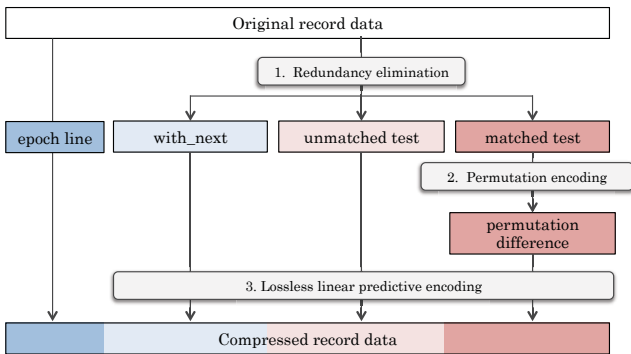 Original record data
1. Redundancy elimination
epoch line
with_next
unmatched test
matched test
2. Permutation encoding
permutation
difference
3. Lossless linear predictive encoding
Compressed record data